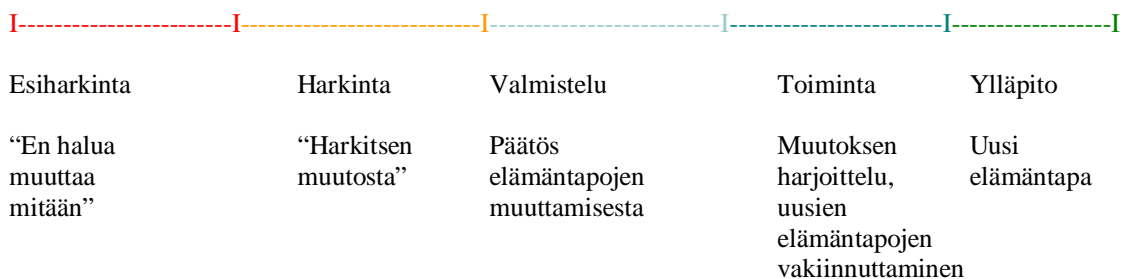 I-----------------------I--------------------------I-------------------------I-----------------------I-----------------I
Esiharkinta Harkinta Valmistelu Toiminta Ylläpito
“En halua “Harkitsen Päätös Muutoksen Uusi
muuttaa muutosta” elämäntapojen harjoittelu, elämäntapa
mitään” muuttamisesta uusien
elämäntapojen
vakiinnuttaminen